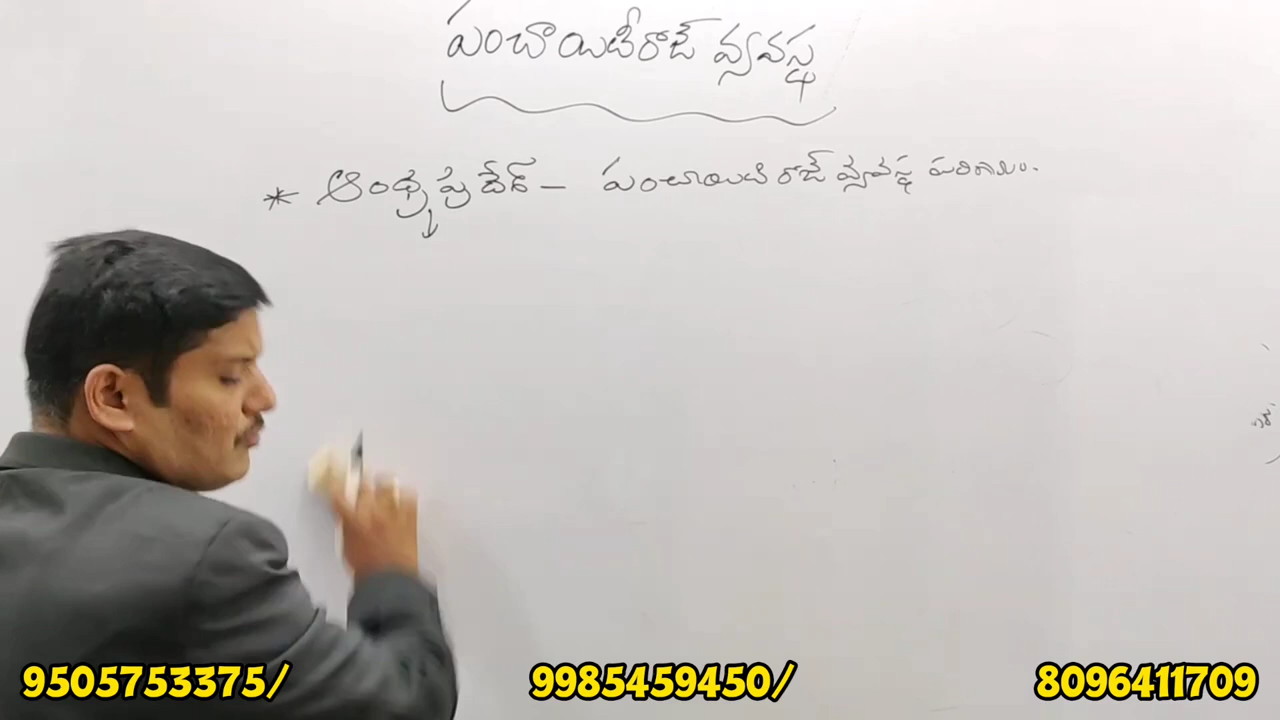 పంచాయితీరాజ్ వ్యవస్థ
* ఆంధ్రప్రదేశ్ - పంచాయితి రాజ్ వ్యవస్థ పరిణామం.
9505753375/ 9985459450/ 8096411709